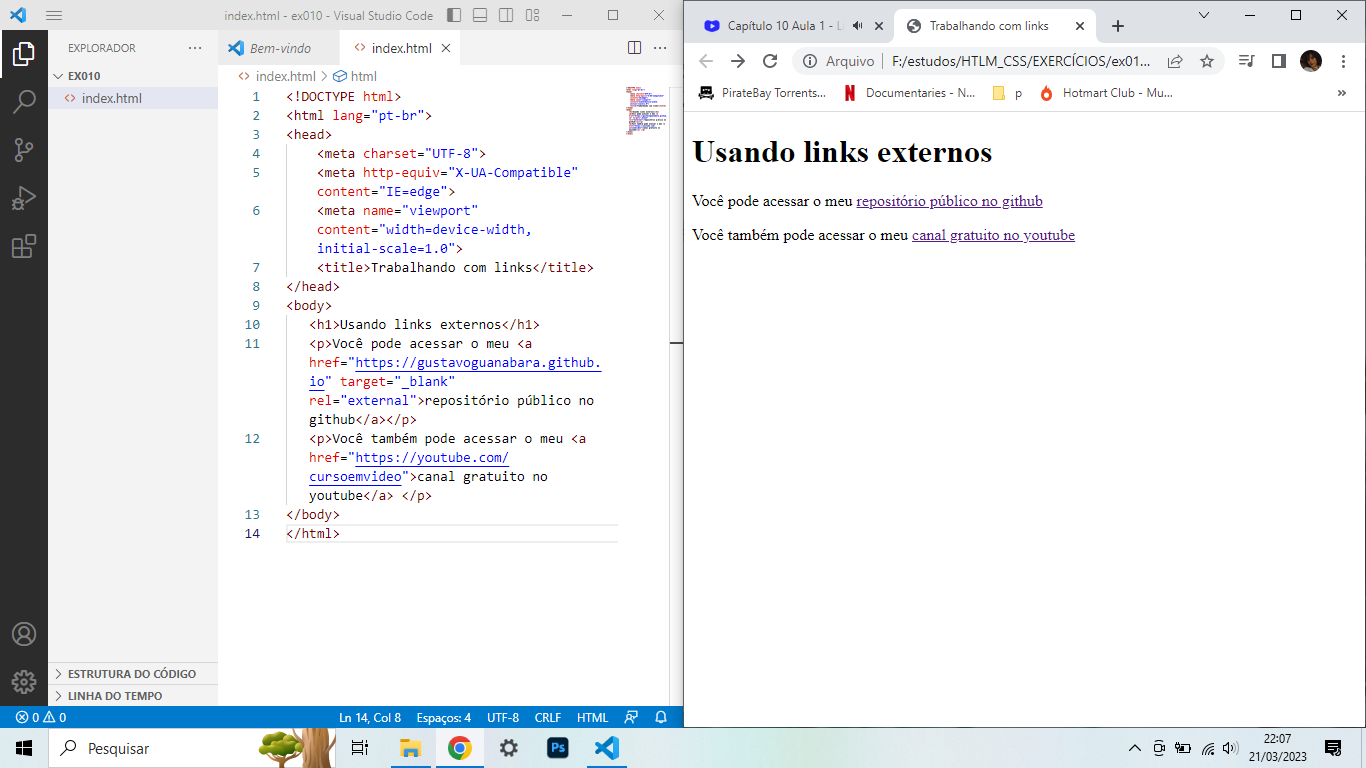 index.html - ex010 - Visual Studio Code
EXPLORADOR
EX010
index.html
ESTRUTURA DO CÓDIGO
LINHA DO TEMPO
Bem-vindo
index.html
index.html > html
1 <!DOCTYPE html>
2 <html lang="pt-br">
3 <head>
4 <meta charset="UTF-8">
5 <meta http-equiv="X-UA-Compatible"
content="IE=edge">
6 <meta name="viewport"
content="width=device-width,
initial-scale=1.0">
7 <title>Trabalhando com links</title>
8 </head>
9 <body>
10 <h1>Usando links externos</h1>
11 <p>Você pode acessar o meu <a
href="https://gustavoguanabara.github.
io" target="_blank"
rel="external">repositório público no
github</a></p>
12 <p>Você também pode acessar o meu <a
href="https://youtube.com/
cursoemvideo">canal gratuito no
youtube</a> </p>
13 </body>
14 </html>
0 0
Ln 14, Col 8 Espaços: 4 UTF-8 CRLF HTML
Capítulo 10 Aula 1 - L
Trabalhando com links
Arquivo F:/estudos/HTLM_CSS/EXERCÍCIOS/ex01...
PirateBay Torrents...
Documentaries - N...
p
Hotmart Club - Mu...
»
Usando links externos
Você pode acessar o meu repositório público no github
Você também pode acessar o meu canal gratuito no youtube
Pesquisar
Ps
22:07
21/03/2023